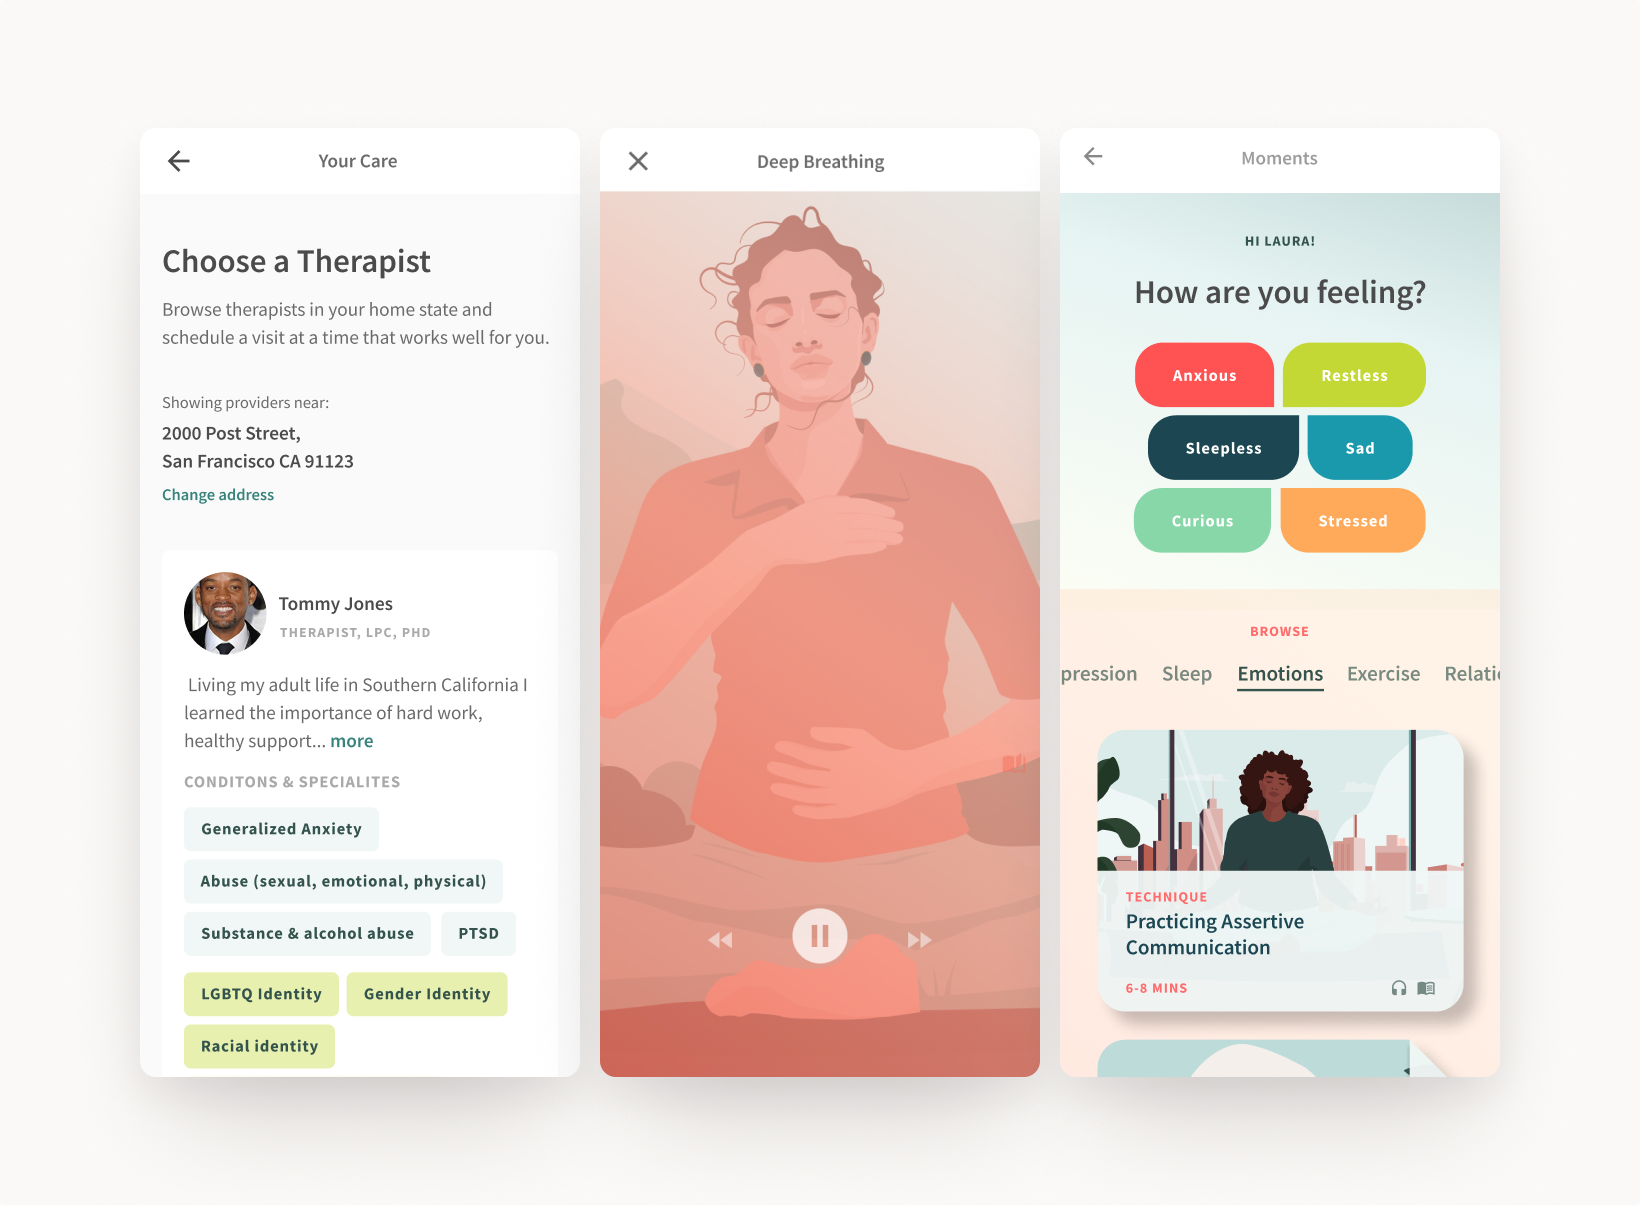 Your Care
Choose a Therapist
Browse therapists in your home state and
schedule a visit at a time that works well for you.
Showing providers near:
2000 Post Street,
San Francisco CA 91123
Change address
Tommy Jones
THERAPIST, LPC, PHD
Living my adult life in Southern California I
learned the importance of hard work,
healthy support... more
CONDITONS & SPECIALITES
Generalized Anxiety
Abuse (sexual, emotional, physical)
Substance & alcohol abuse PTSD
LGBTQ Identity Gender Identity
Racial identity
Deep Breathing
Moments
HI LAURA!
How are you feeling?
Anxious Restless
Sleepless Sad
Curious Stressed
BROWSE
pression Sleep Emotions Exercise Relati
TECHNIQUE
Practicing Assertive
Communication
6-8 MINS